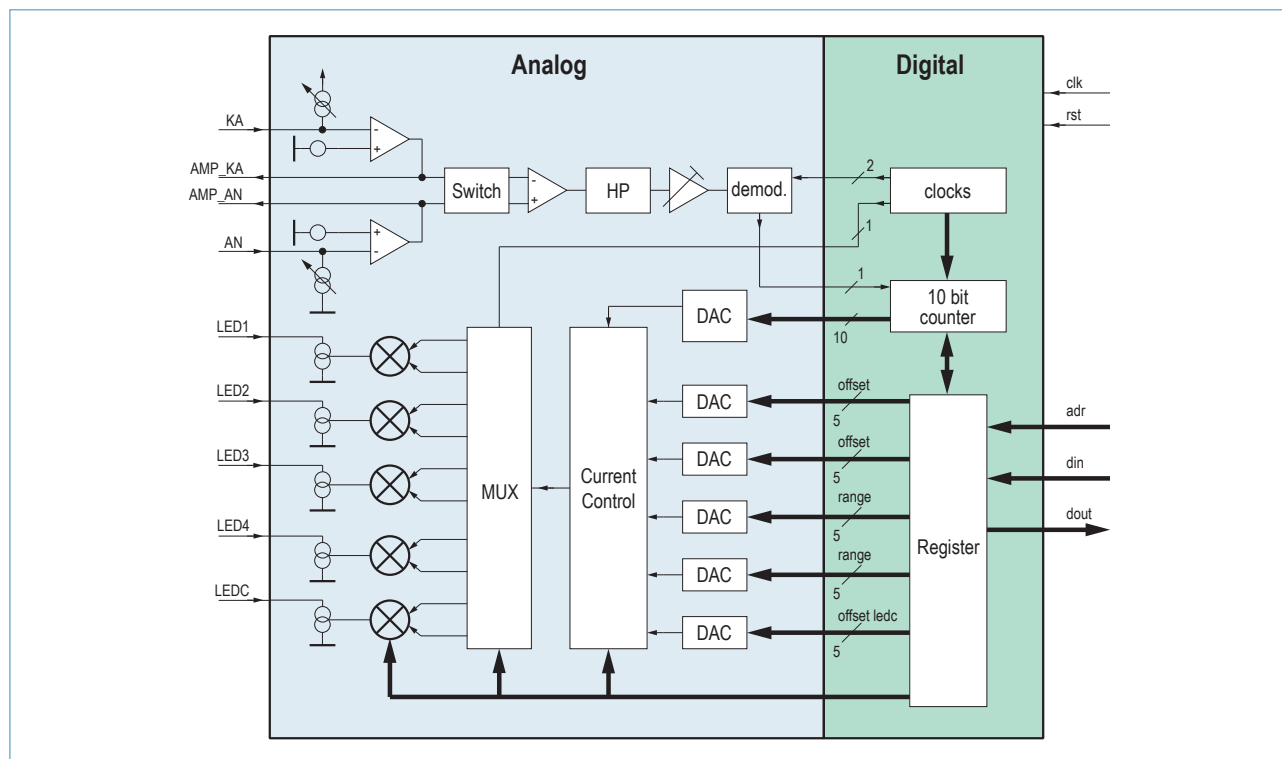 Analog
Digital
clk
rst
KA
-
+
AMP_KA
AMP_AN
Switch
-
+
HP
demod.
2
clocks
+
-
AN
1
1
10 bit
counter
DAC
10
LED1
LED2
LED3
LED4
LEDC
MUX
Current
Control
DAC
offset
5
DAC
offset
5
DAC
range
5
DAC
range
5
DAC
offset ledc
5
Register
adr
din
dout